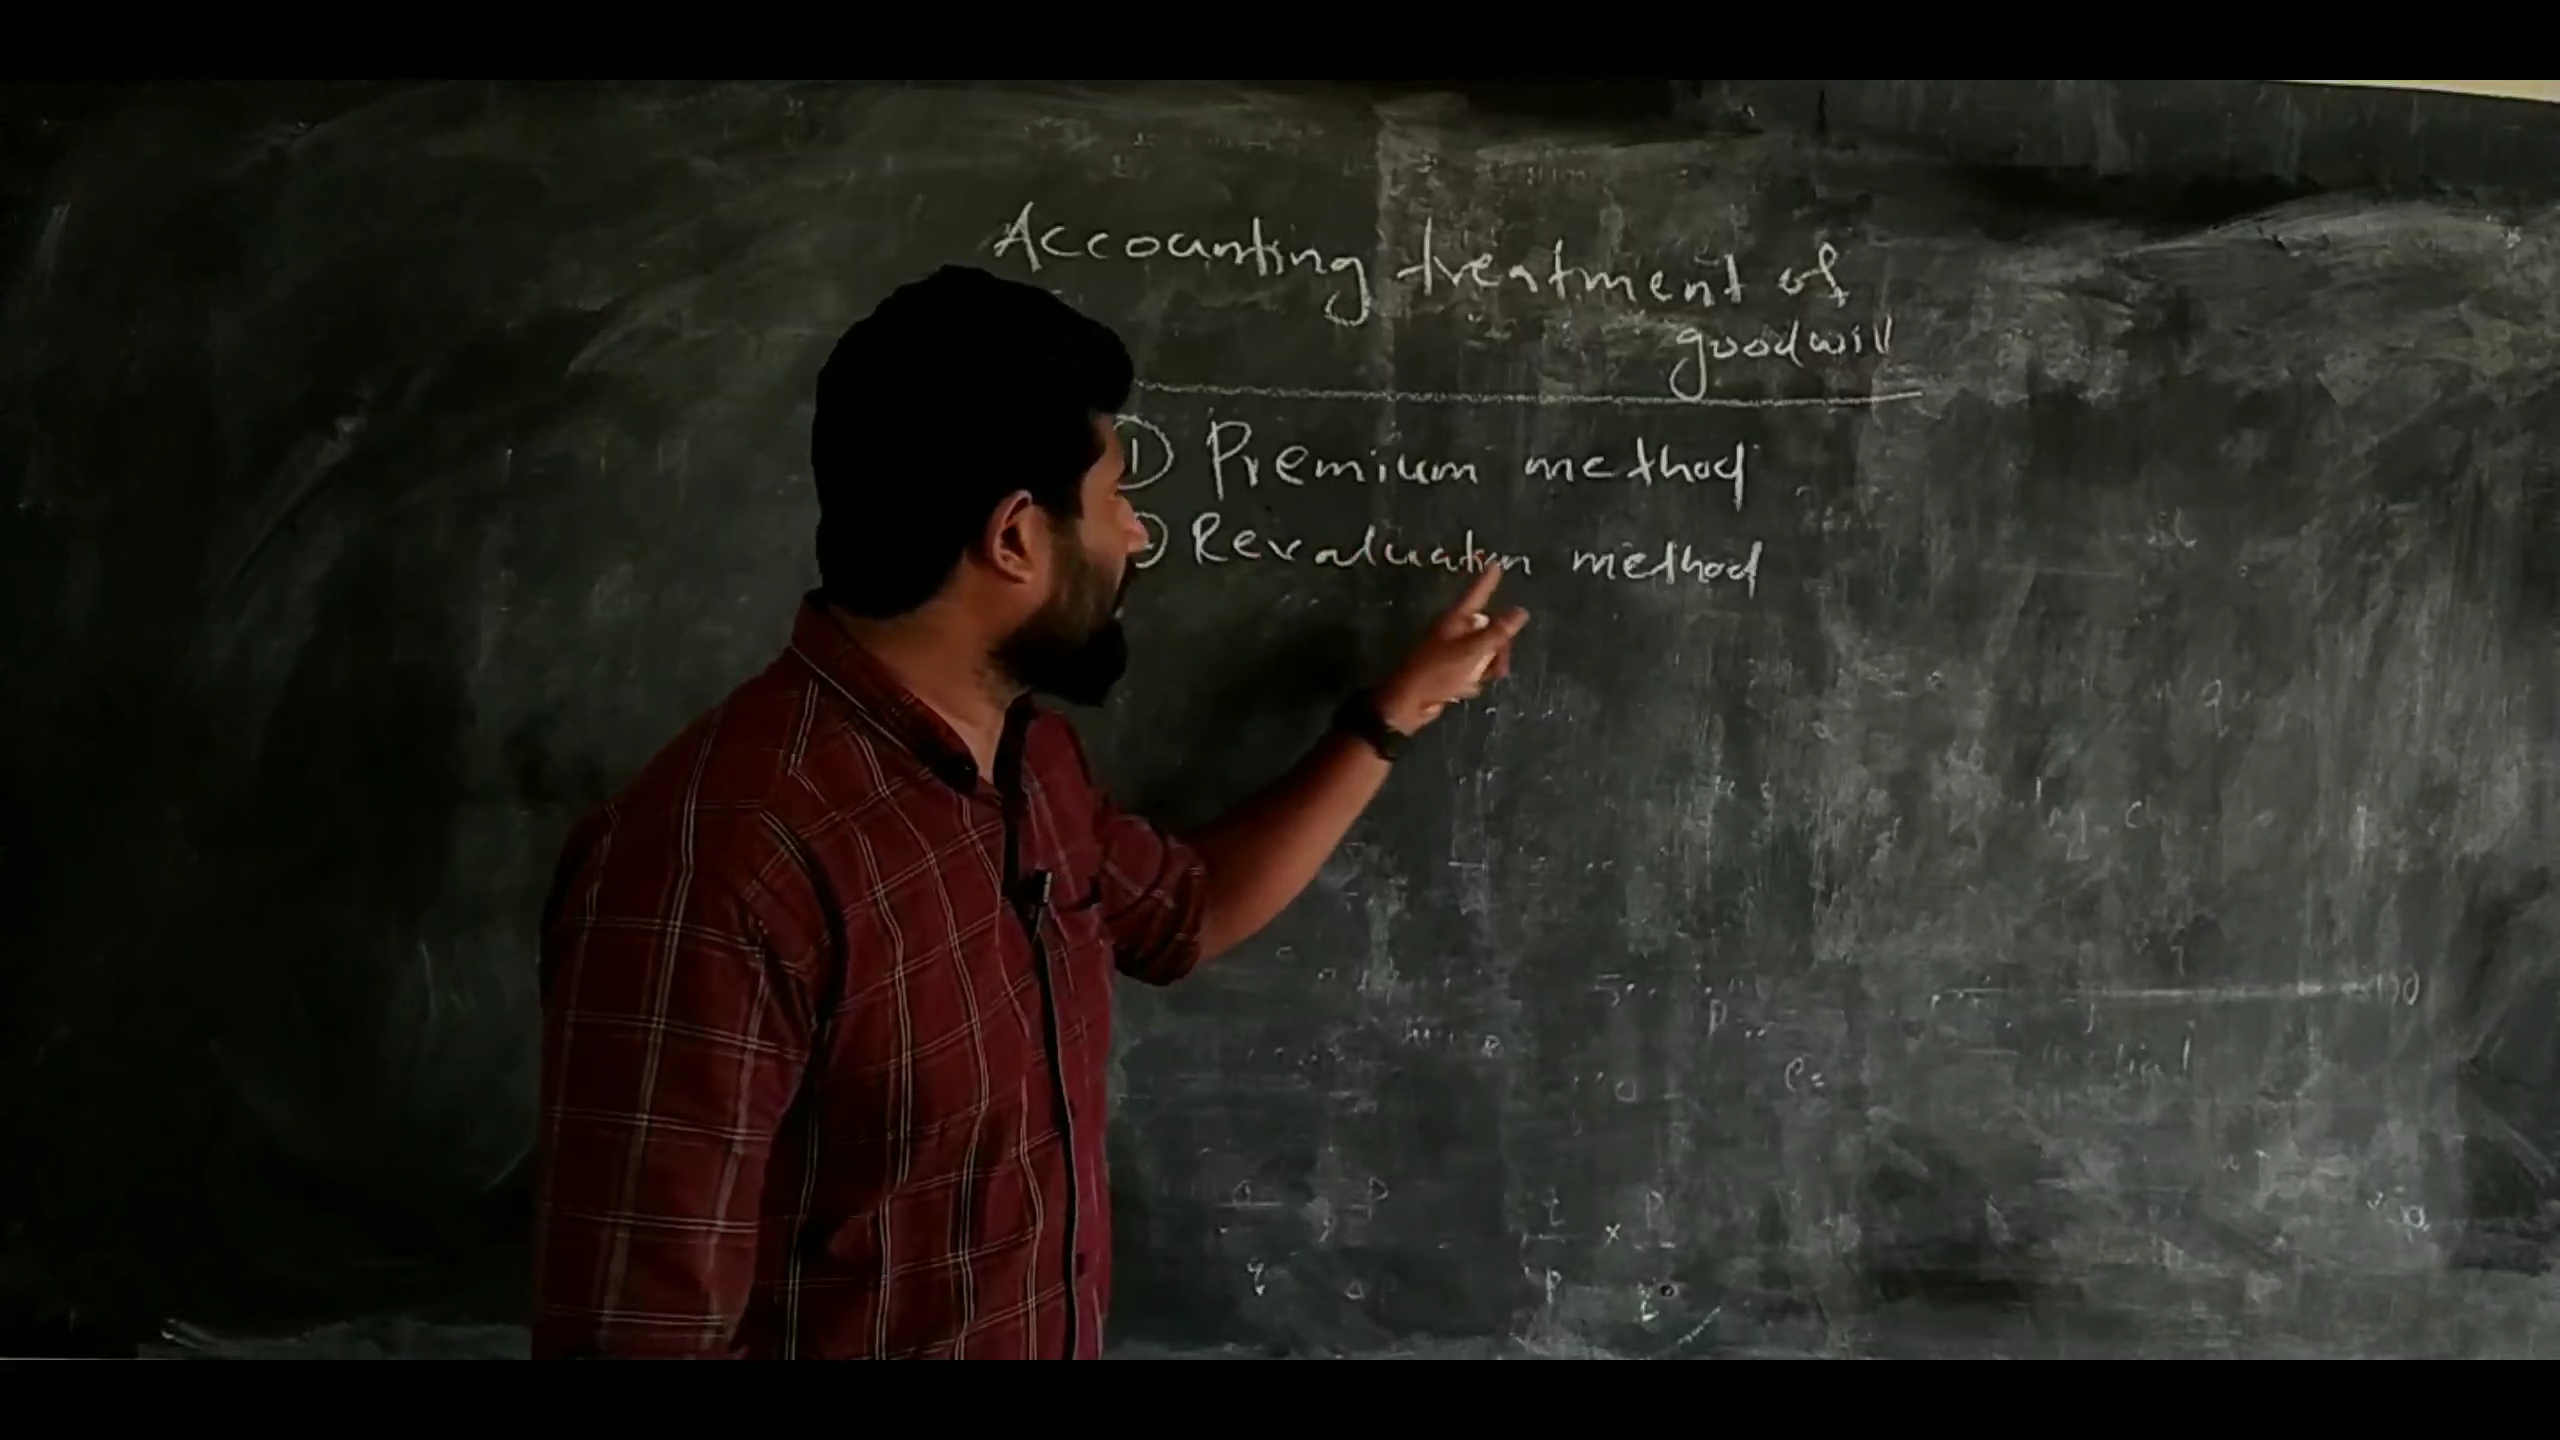 Accounting treatment of
goodwill
① Premium method
② Revaluation method